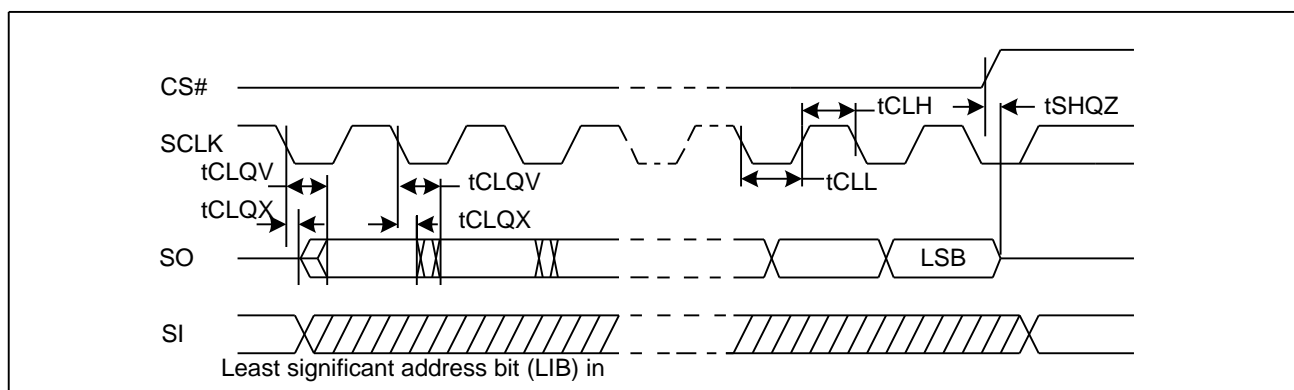 CS#
tCLH
tSHQZ
SCLK
tCLQV
tCLQV
tCLL
tCLQX
tCLQX
SO
LSB
SI
Least significant address bit (LIB) in